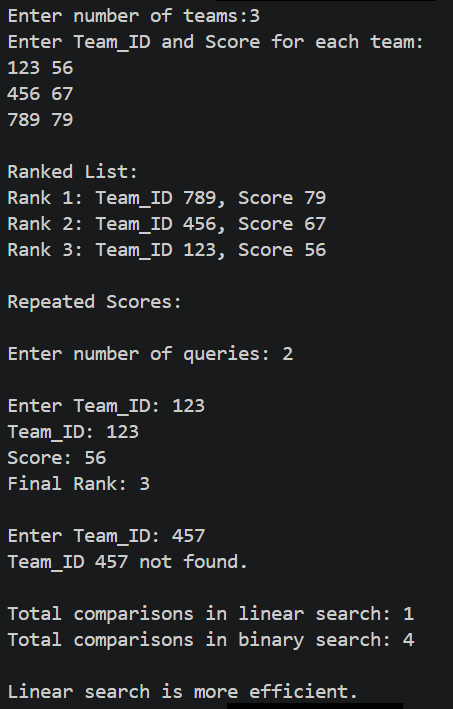 Enter number of teams:3
Enter Team_ID and Score for each team:
123 56
456 67
789 79
Ranked List:
Rank 1: Team_ID 789, Score 79
Rank 2: Team_ID 456, Score 67
Rank 3: Team_ID 123, Score 56
Repeated Scores:
Enter number of queries: 2
Enter Team_ID: 123
Team_ID: 123
Score: 56
Final Rank: 3
Enter Team_ID: 457
Team_ID 457 not found.
Total comparisons in linear search: 1
Total comparisons in binary search: 4
Linear search is more efficient.